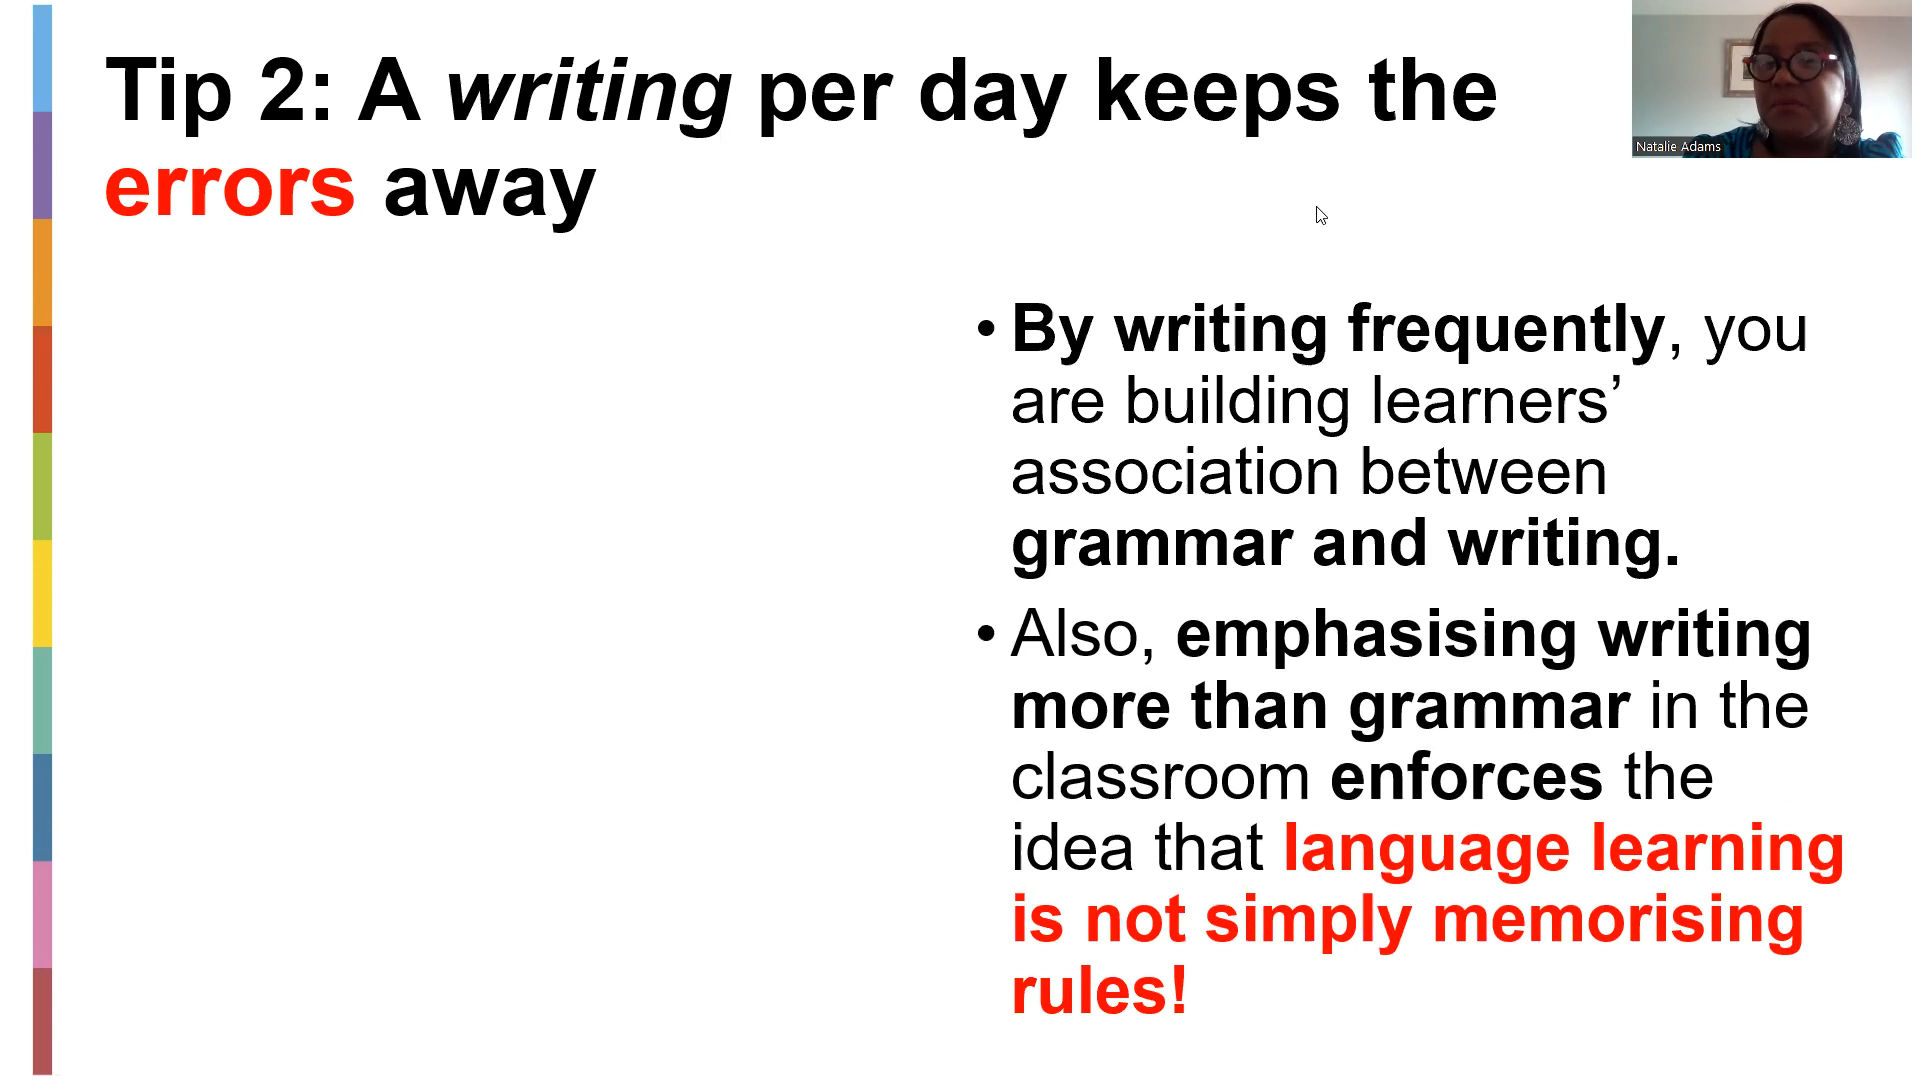 Tip 2: A writing per day keeps the
errors away
Natalie Adams
• By writing frequently, you
are building learners’
association between
grammar and writing.
• Also, emphasising writing
more than grammar in the
classroom enforces the
idea that language learning
is not simply memorising
rules!